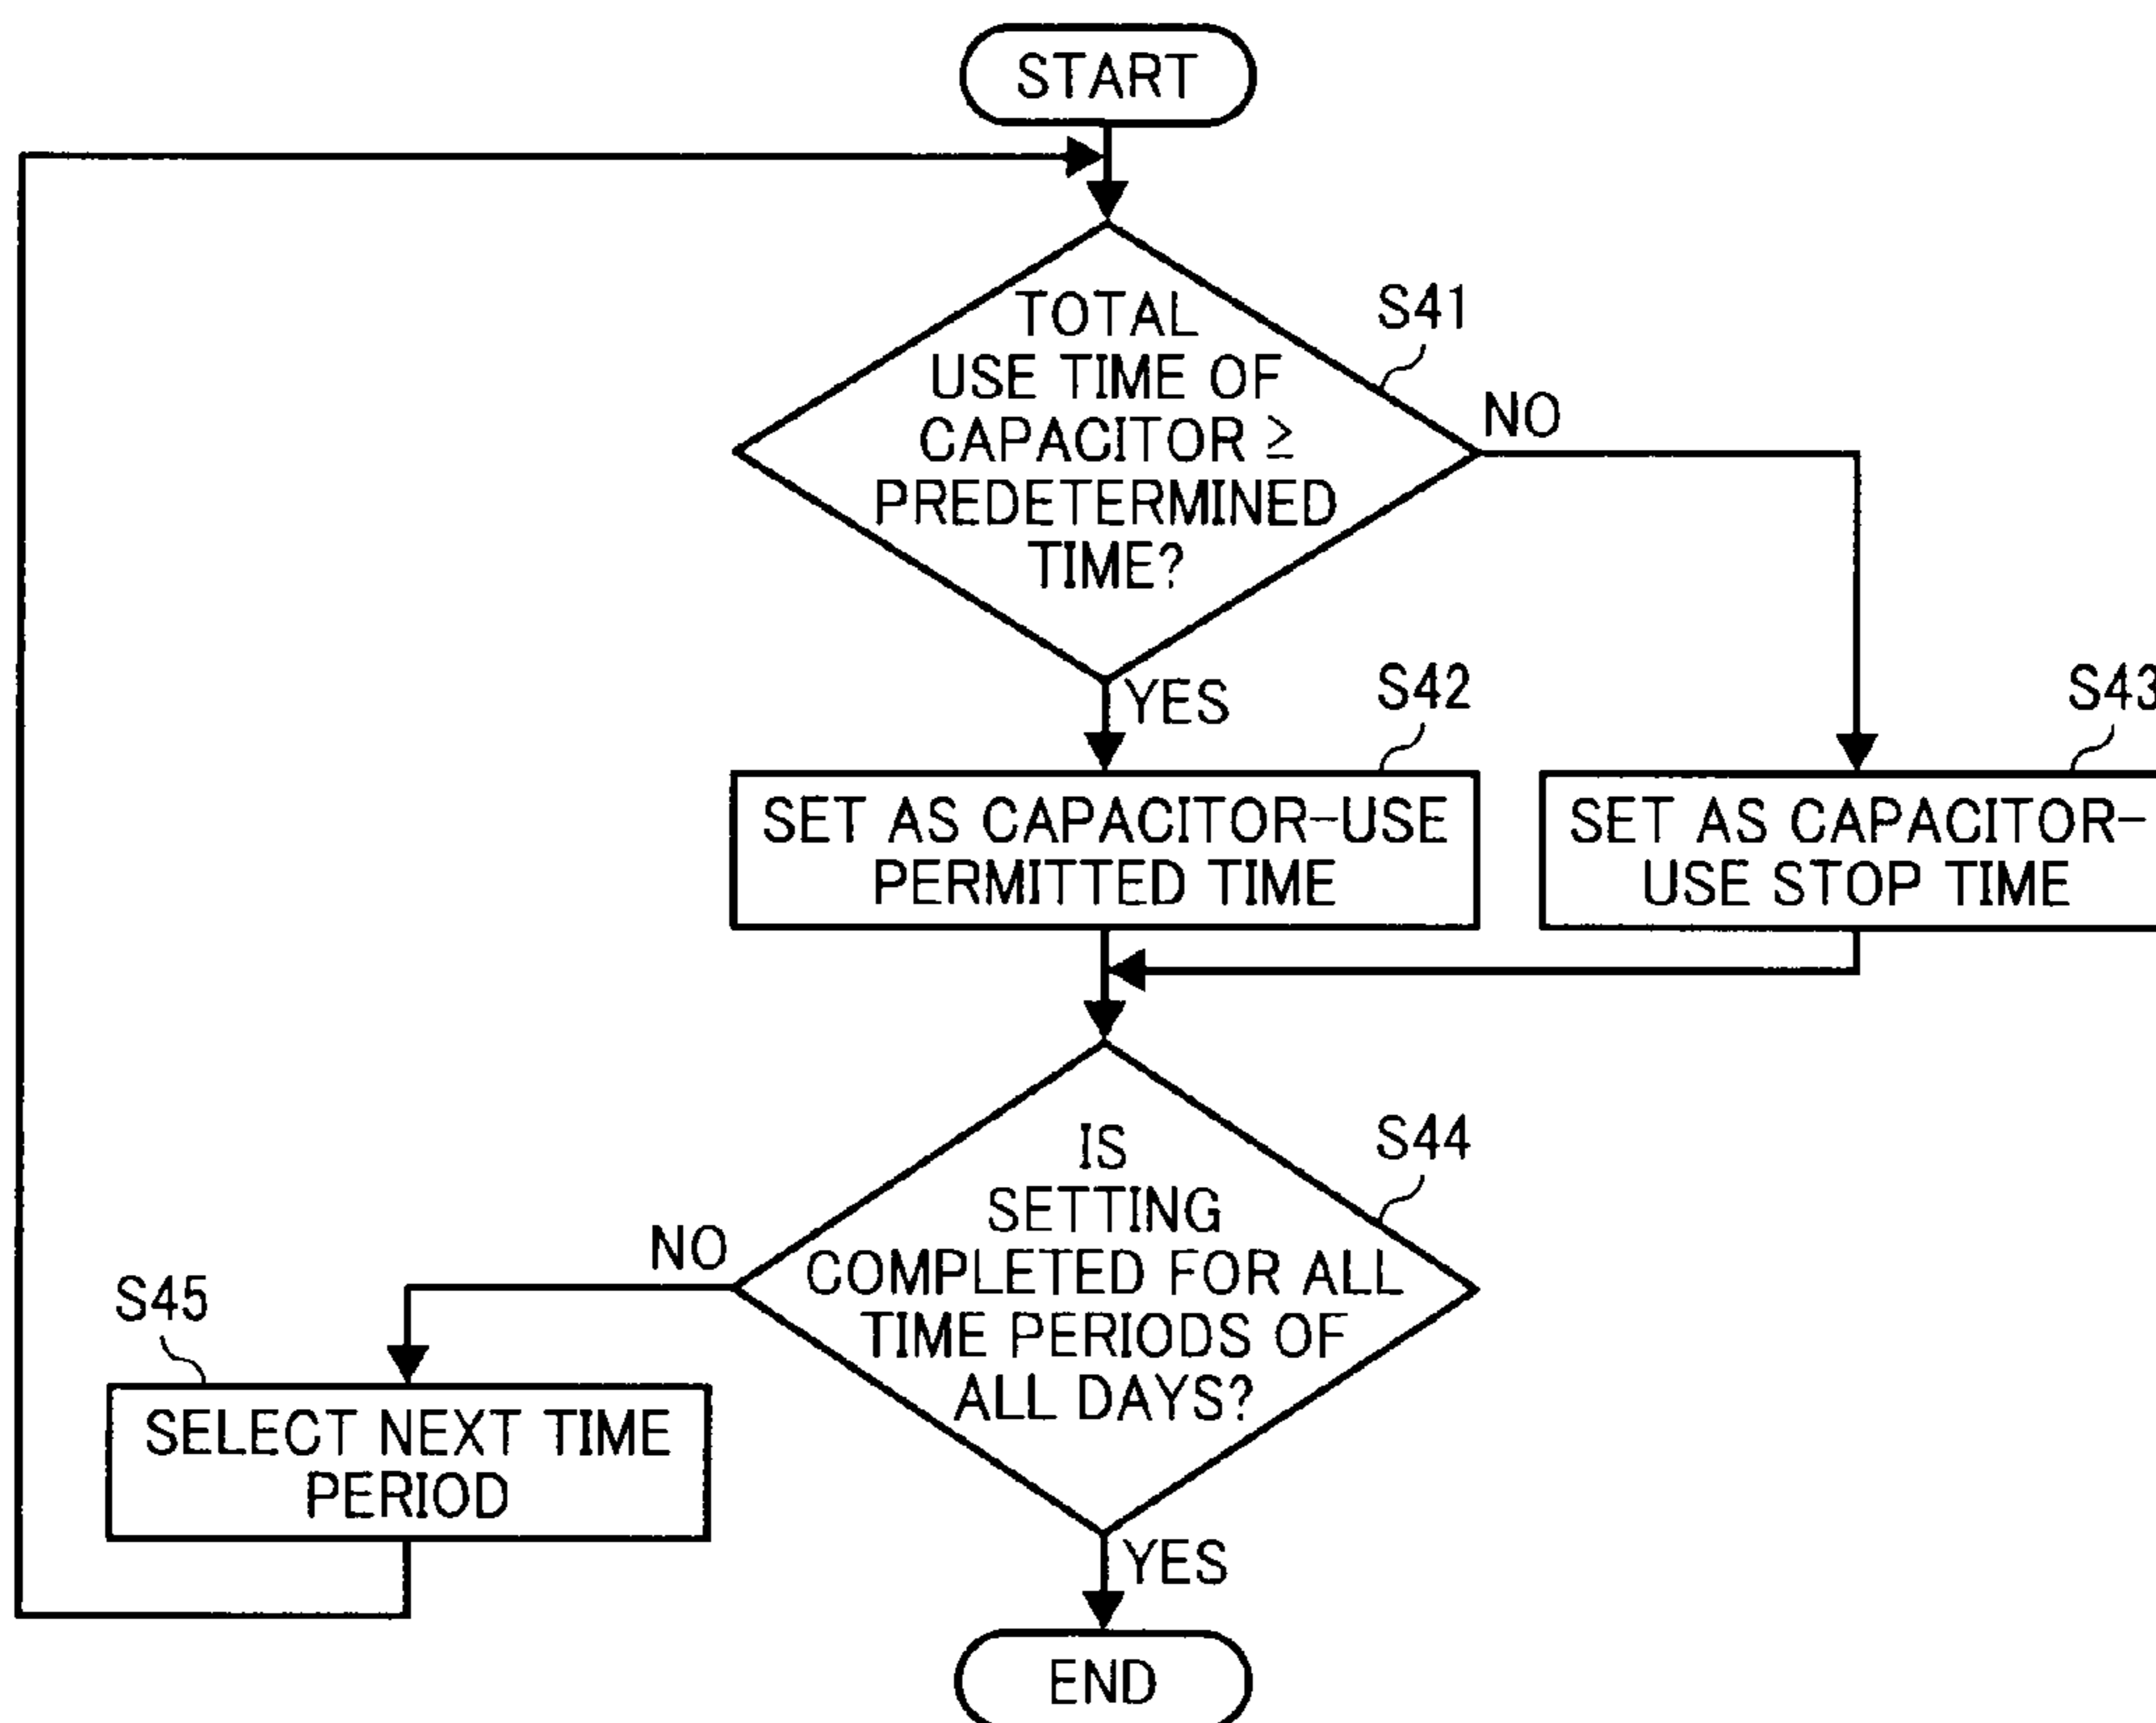 START
TOTAL
USE TIME OF
CAPACITOR ≥
PREDETERMINED
TIME?
S41
NO
YES
S42
SET AS CAPACITOR-USE
PERMITTED TIME
S43
SET AS CAPACITOR-
USE STOP TIME
IS
SETTING
COMPLETED FOR ALL
TIME PERIODS OF
ALL DAYS?
S44
NO
S45
SELECT NEXT TIME
PERIOD
YES
END